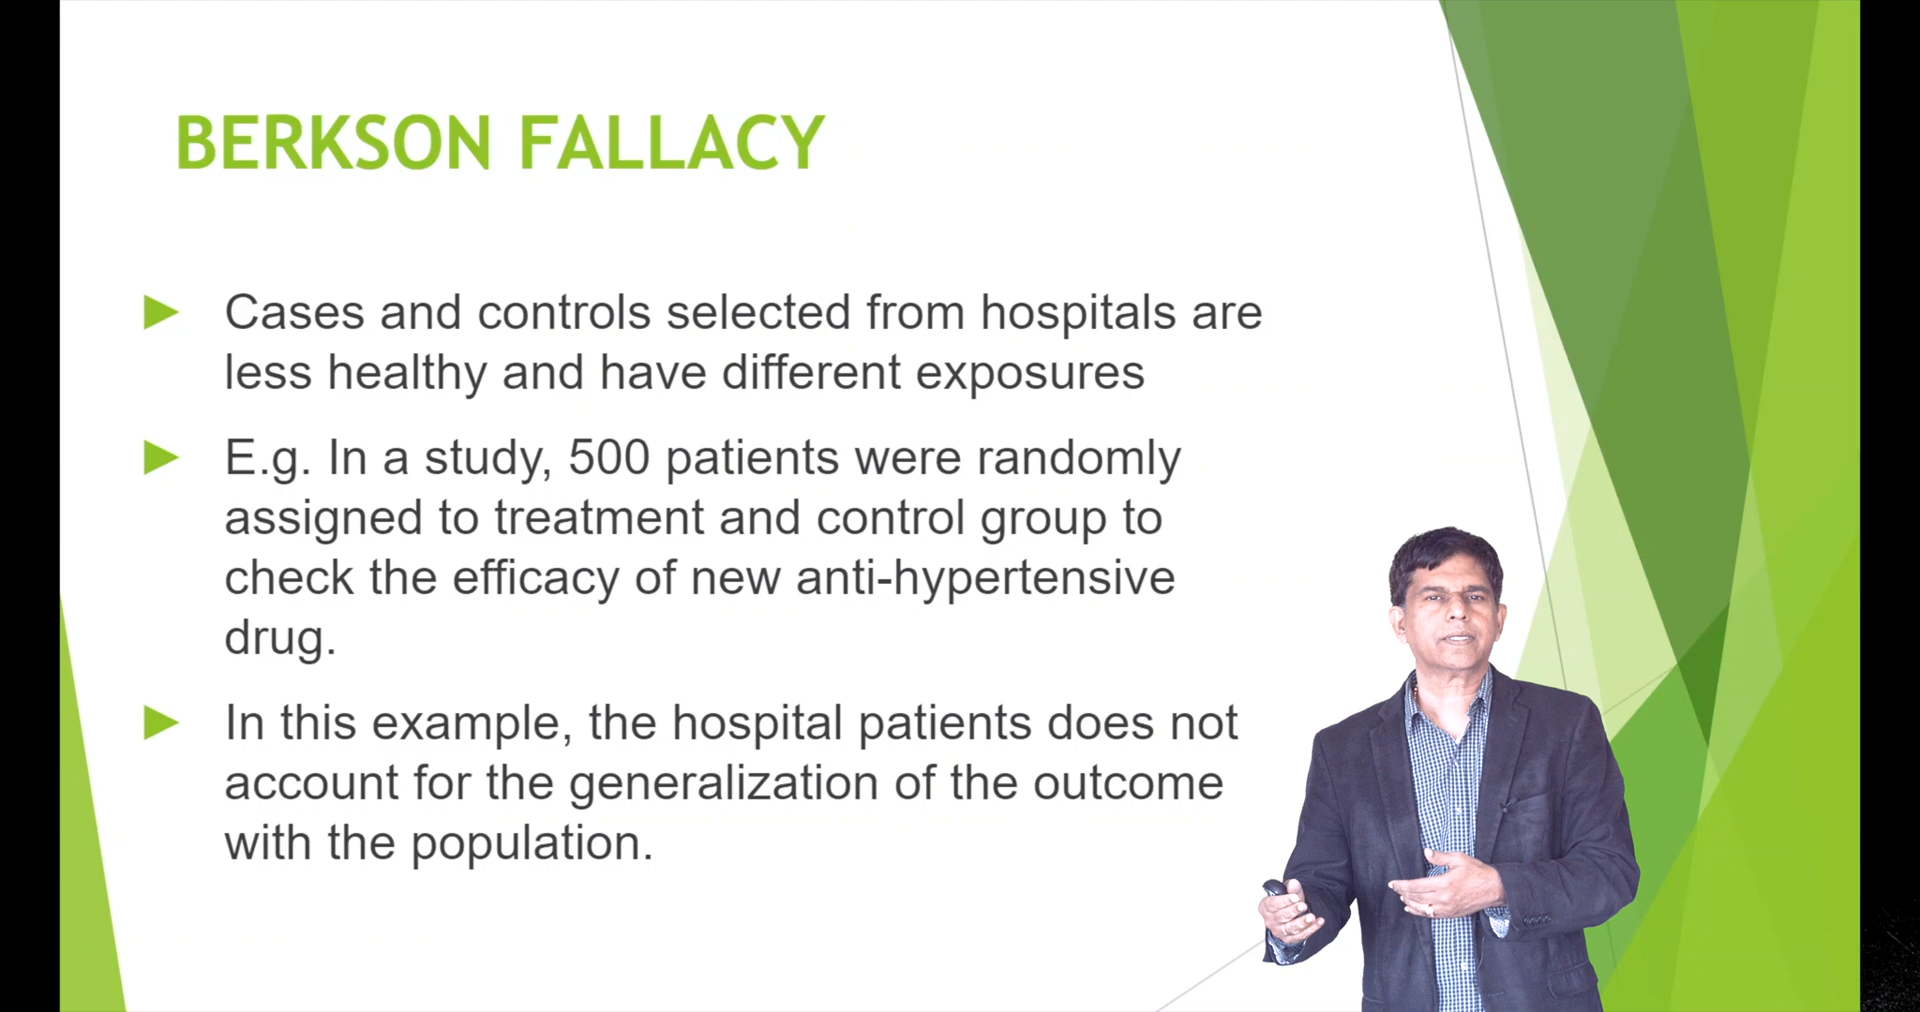 BERKSON FALLACY
Cases and controls selected from hospitals are
less healthy and have different exposures
E.g. In a study, 500 patients were randomly
assigned to treatment and control group to
check the efficacy of new anti-hypertensive
drug.
In this example, the hospital patients does not
account for the generalization of the outcome
with the population.